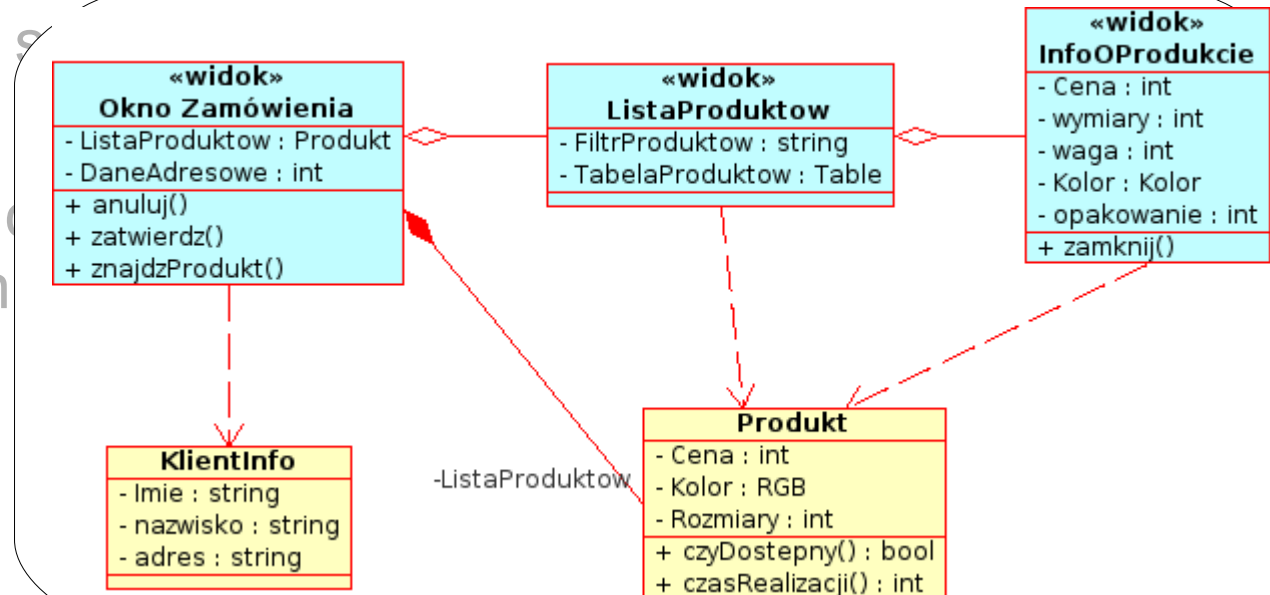 «widok»
Okno Zamówienia
- ListaProduktow : Produkt
- DaneAdresowe : int
+ anuluj()
+ zatwierdz()
+ znajdzProdukt()
«widok»
ListaProduktow
- FiltrProduktow : string
- TabelaProduktow : Table
«widok»
InfoOProdukcie
- Cena : int
- wymiary : int
- waga : int
- Kolor : Kolor
- opakowanie : int
+ zamknij()
KlientInfo
- Imie : string
- nazwisko : string
- adres : string
-ListaProduktow
Produkt
- Cena : int
- Kolor : RGB
- Rozmiary : int
+ czyDostepny() : bool
+ czasRealizacji() : int